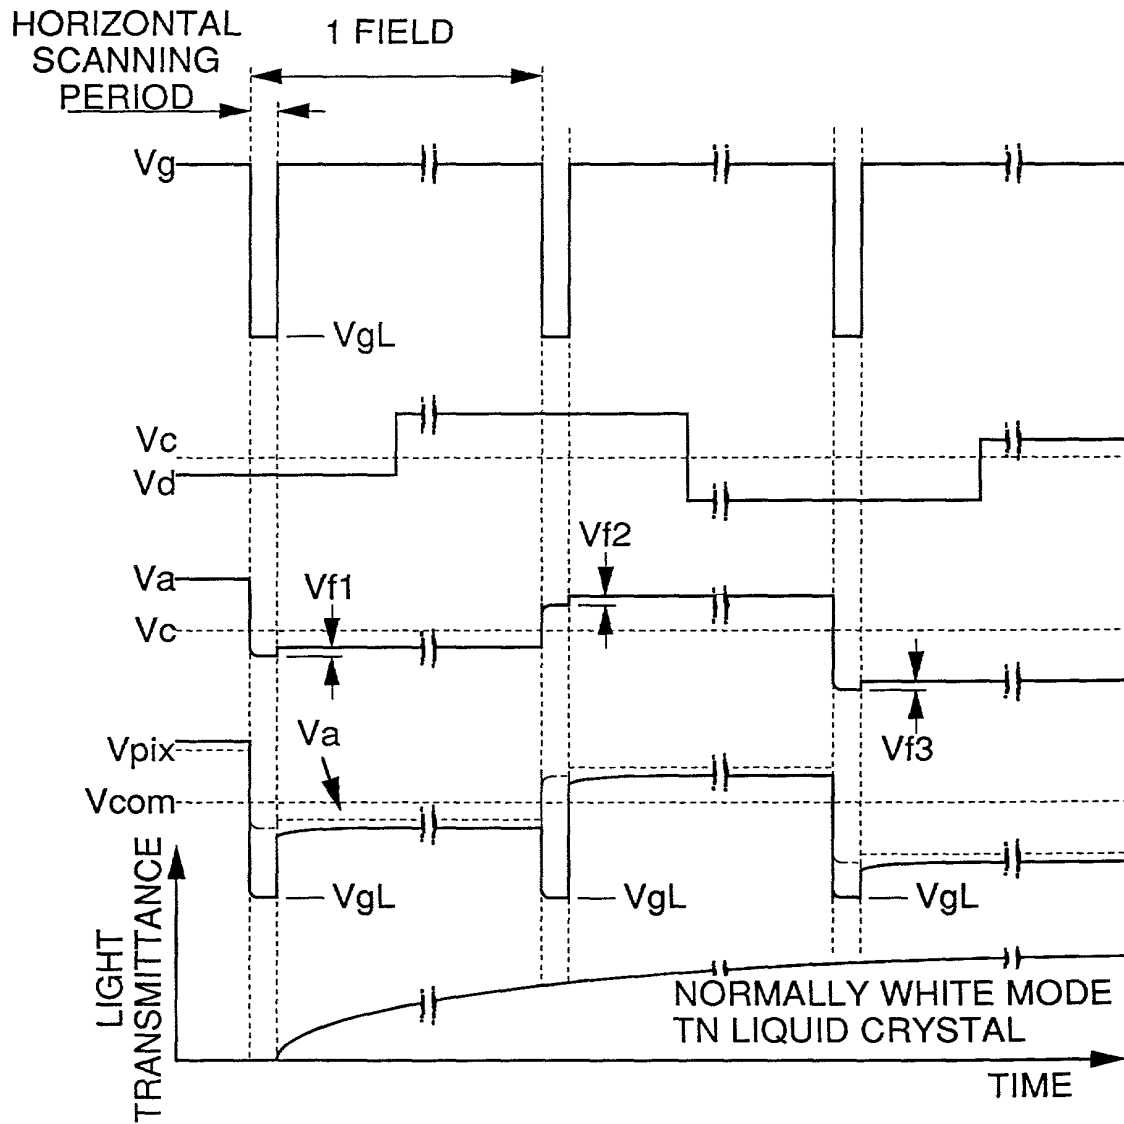 HORIZONTAL
SCANNING
PERIOD
1 FIELD
Vg
VgL
Vc
Vd
Vf2
Va
Vf1
Vc
Va
Vpix
Vf3
Vcom
VgL
VgL
VgL
LIGHT
TRANSMITTANCE
NORMALLY WHITE MODE
TN LIQUID CRYSTAL
TIME